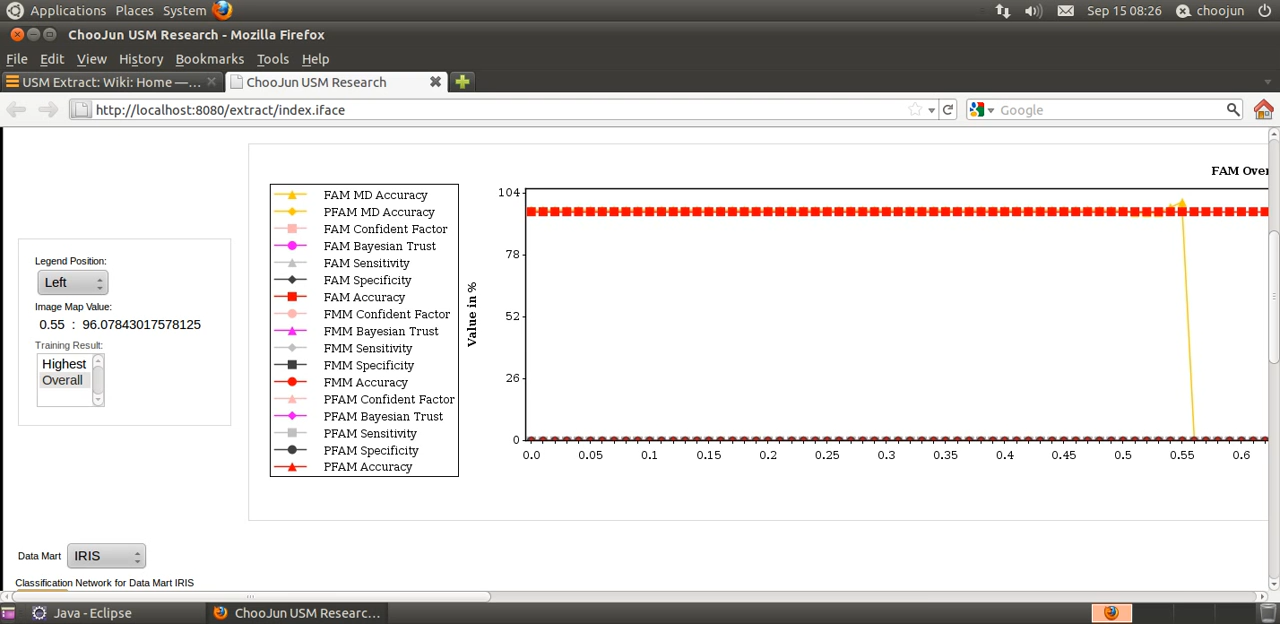 Applications Places System
Sep 15 08:26 choojun
ChooJun USM Research - Mozilla Firefox
File Edit View History Bookmarks Tools Help
USM Extract: Wiki: Home —...
ChooJun USM Research
http://localhost:8080/extract/index.iface
Google
FAM Over
Legend Position:
Left
Image Map Value:
0.55 : 96.07843017578125
Training Result:
Highest
Overall
FAM MD Accuracy
PFAM MD Accuracy
FAM Confident Factor
FAM Bayesian Trust
FAM Sensitivity
FAM Specificity
FAM Accuracy
FMM Confident Factor
FMM Bayesian Trust
FMM Sensitivity
FMM Specificity
FMM Accuracy
PFAM Confident Factor
PFAM Bayesian Trust
PFAM Sensitivity
PFAM Specificity
PFAM Accuracy
Value in %
104
78
52
26
0
0.0 0.05 0.1 0.15 0.2 0.25 0.3 0.35 0.4 0.45 0.5 0.55 0.6
Data Mart IRIS
Classification Network for Data Mart IRIS
Java - Eclipse
ChooJun USM Researc...